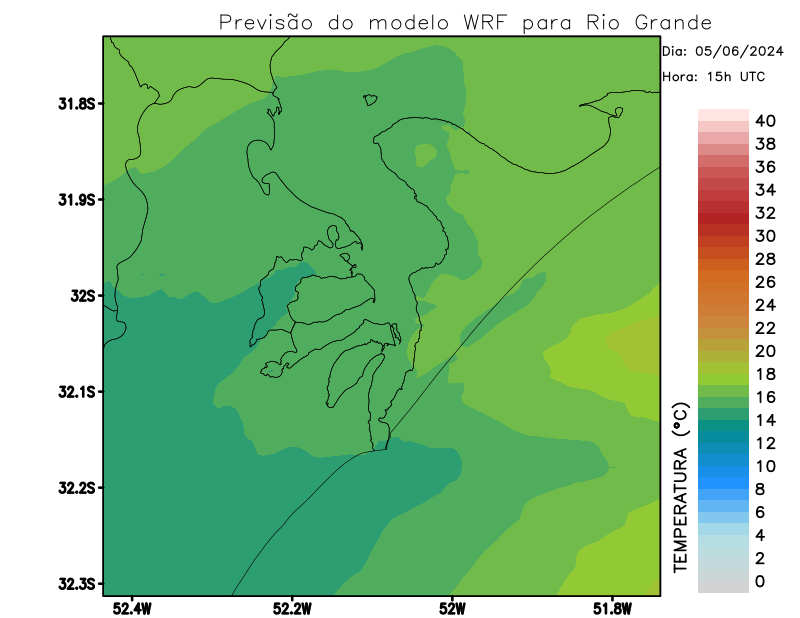 Previsão do modelo WRF para Rio Grande
Dia: 05/06/2024
Hora: 15h UTC
31.8S
31.9S
32S
32.1S
32.2S
32.3S
52.4W
52.2W
52W
51.8W
TEMPERATURA (°C)
40
38
36
34
32
30
28
26
24
22
20
18
16
14
12
10
8
6
4
2
0